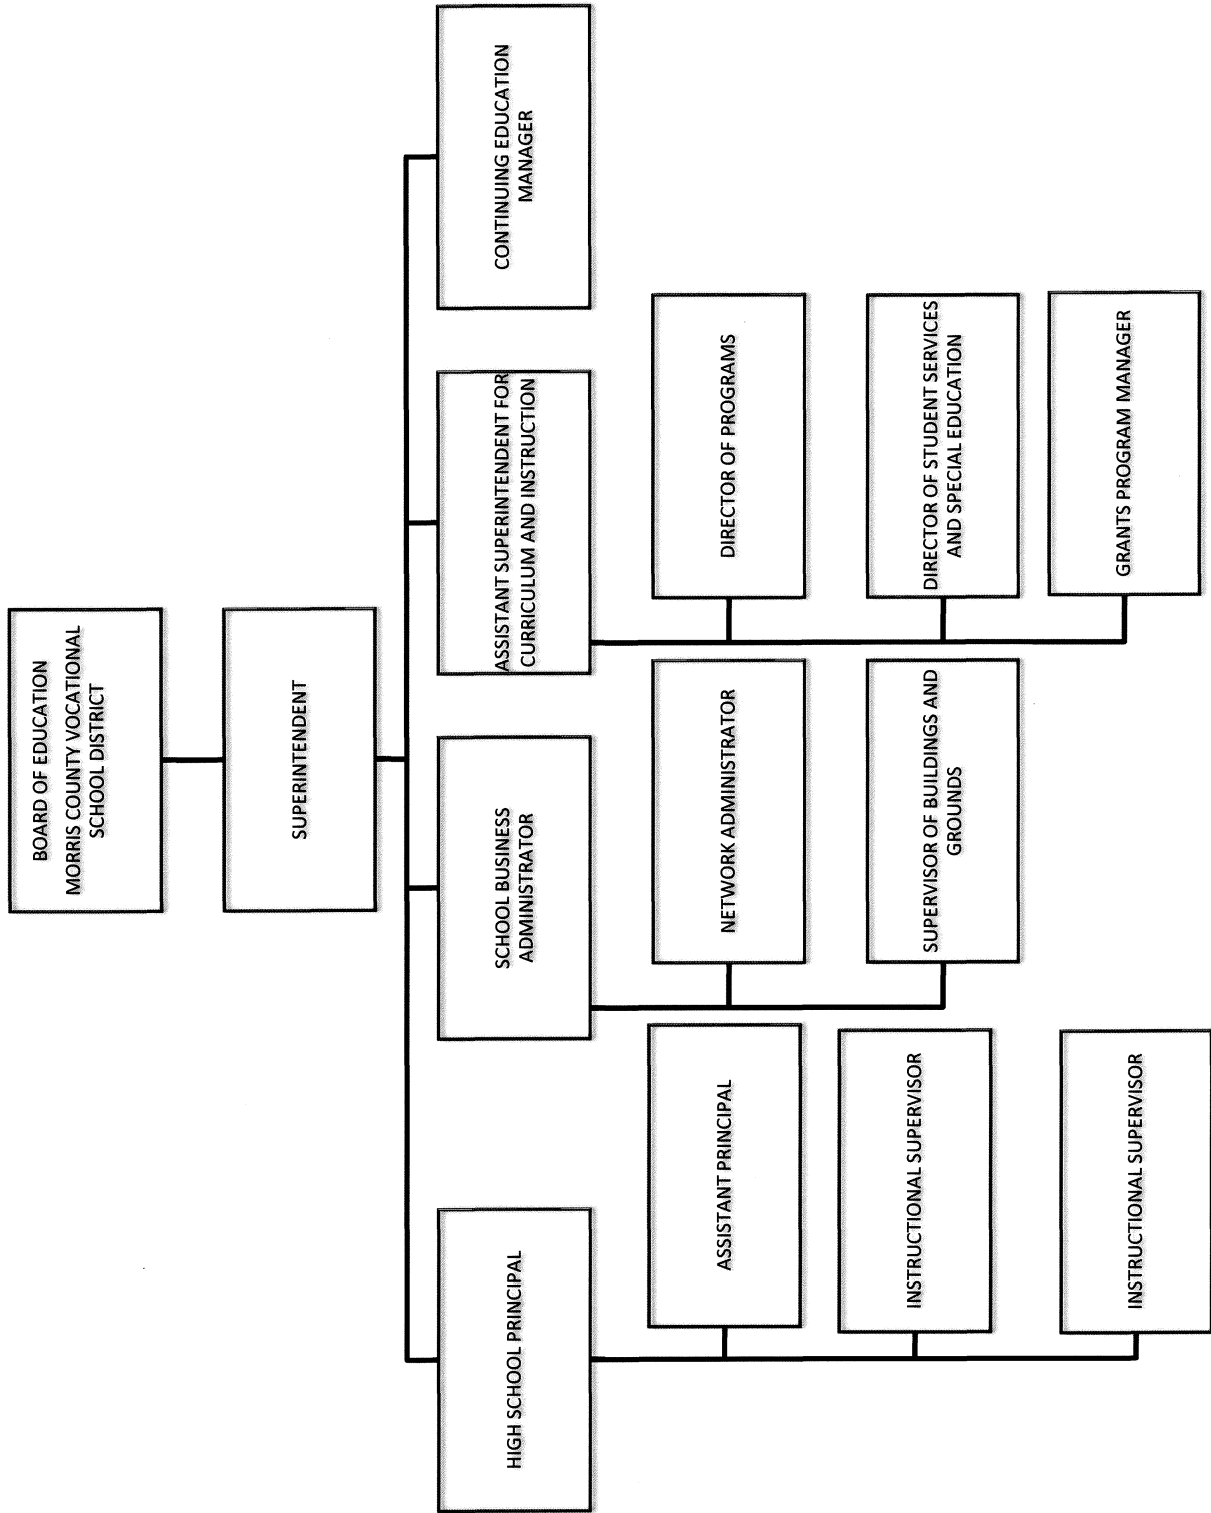 BOARD OF EDUCATION
MORRIS COUNTY VOCATIONAL
SCHOOL DISTRICT
SUPERINTENDENT
HIGH SCHOOL PRINCIPAL
SCHOOL BUSINESS
ADMINISTRATOR
ASSISTANT SUPERINTENDENT FOR
CURRICULUM AND INSTRUCTION
CONTINUING EDUCATION
MANAGER
ASSISTANT PRINCIPAL
NETWORK ADMINISTRATOR
DIRECTOR OF PROGRAMS
INSTRUCTIONAL SUPERVISOR
SUPERVISOR OF BUILDINGS AND
GROUNDS
DIRECTOR OF STUDENT SERVICES
AND SPECIAL EDUCATION
INSTRUCTIONAL SUPERVISOR
GRANTS PROGRAM MANAGER